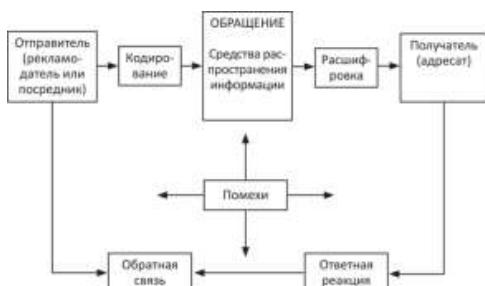 Отправитель
(рекламо-
датель или
посредник)
Кодиро-
вание
ОБРАЩЕНИЕ
Средства рас-
пространения
информации
Расшиф-
ровка
Получатель
(адресат)
Помехи
Обратная
связь
Ответная
реакция